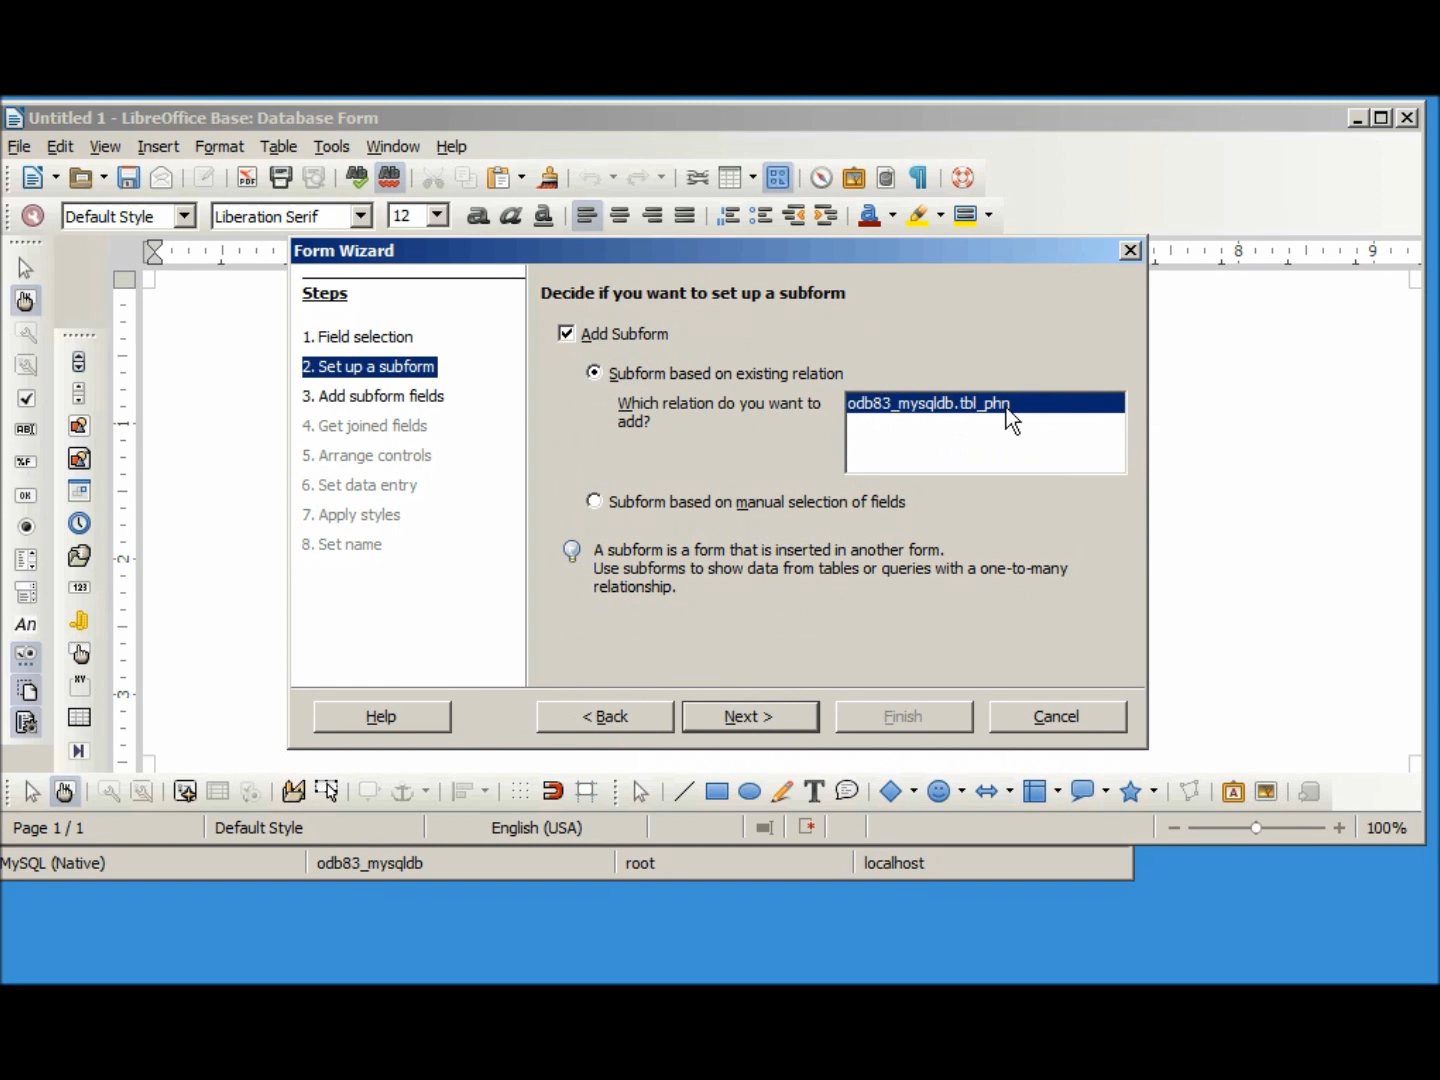 Untitled 1 - LibreOffice Base: Database Form
File Edit View Insert Format Table Tools Window Help
Default Style Liberation Serif 12
8 9
Form Wizard
Steps
1. Field selection
2. Set up a subform
3. Add subform fields
4. Get joined fields
5. Arrange controls
6. Set data entry
7. Apply styles
8. Set name
Decide if you want to set up a subform
Add Subform
Subform based on existing relation
Which relation do you want to
add?
odb83_mysqldb.tbl_phn
Subform based on manual selection of fields
A subform is a form that is inserted in another form.
Use subforms to show data from tables or queries with a one-to-many
relationship.
Help < Back Next > Finish Cancel
1
2
3
Page 1 / 1 Default Style English (USA) 100%
MySQL (Native) odb83_mysqldb root localhost